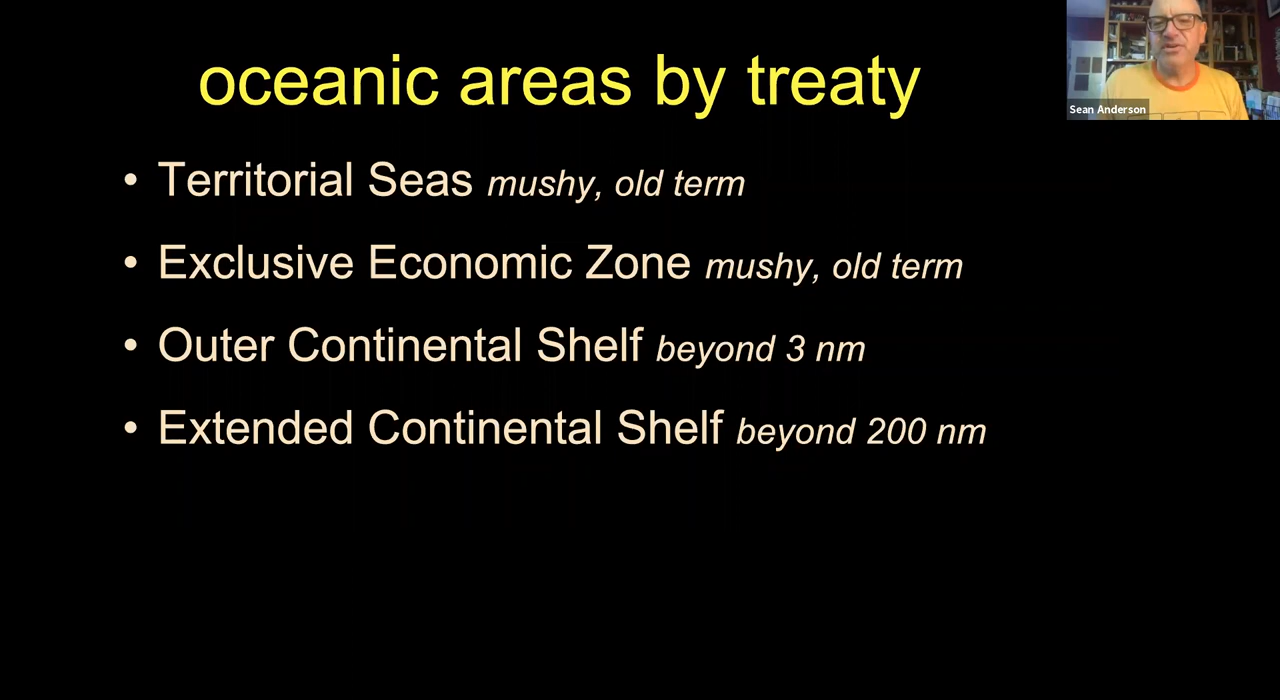 oceanic areas by treaty
Sean Anderson
• Territorial Seas mushy, old term
• Exclusive Economic Zone mushy, old term
• Outer Continental Shelf beyond 3 nm
• Extended Continental Shelf beyond 200 nm